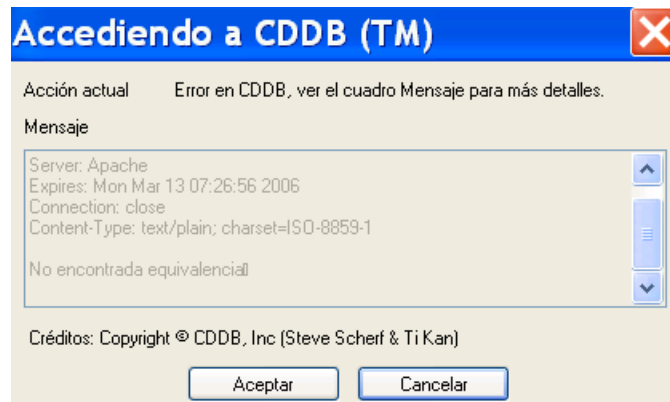 Accediendo a CDDB (TM)
Acción actual Error en CDDB, ver el cuadro Mensaje para más detalles.
Mensaje
Server: Apache
Expires: Mon Mar 13 07:26:56 2006
Connection: close
Content-Type: text/plain; charset=ISO-8859-1
No encontrada equivalencia
Créditos: Copyright © CDDB, Inc (Steve Scherf & Ti Kan)
Aceptar Cancelar